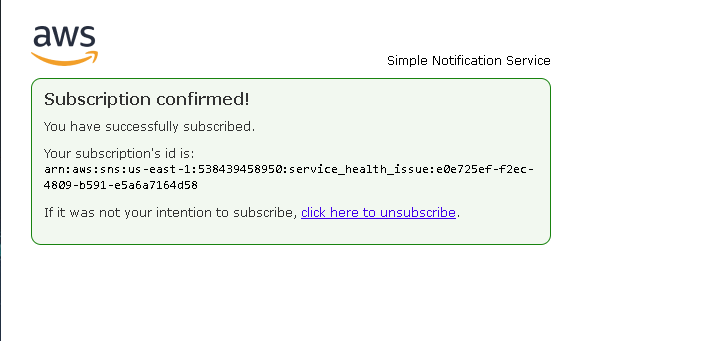 aws
Simple Notification Service
Subscription confirmed!
You have successfully subscribed.
Your subscription's id is:
arn:aws:sns:us-east-1:538439458950:service_health_issue:e0e725ef-f2ec-
4809-b591-e5a6a7164d58
If it was not your intention to subscribe, click here to unsubscribe.